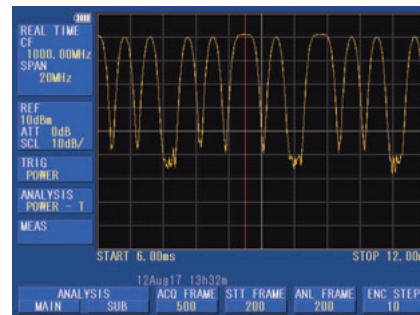 REAL TIME
CF
1000.00MHz
SPAN
20MHz
REF
10dBm
ATT 0dB
SCL 10dB/
TRIG
POWER
ANALYSIS
POWER - T
MEAS
START 6.00ms
STOP 12.00
12Aug17 13h32m
ANALYSIS
MAIN SUB
ACQ FRAME
500
STT FRAME
200
ANL FRAME
200
ENC STEP
10